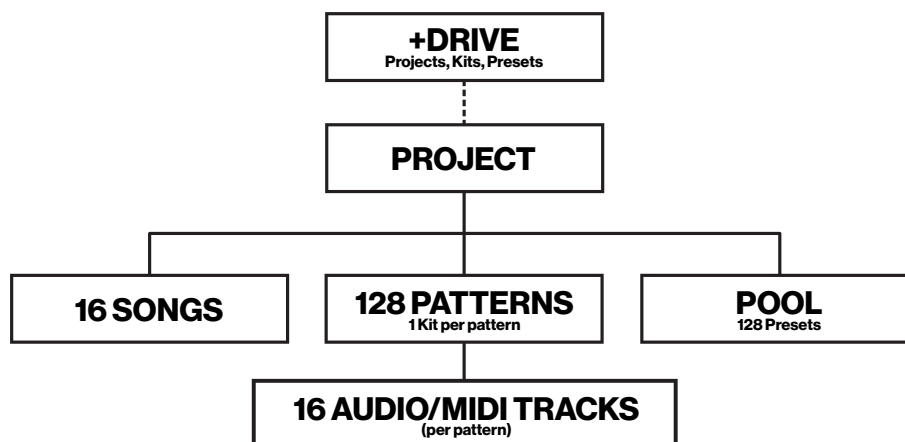 +DRIVE
Projects, Kits, Presets
PROJECT
16 SONGS
128 PATTERNS
1 Kit per pattern
POOL
128 Presets
16 AUDIO/MIDI TRACKS
(per pattern)